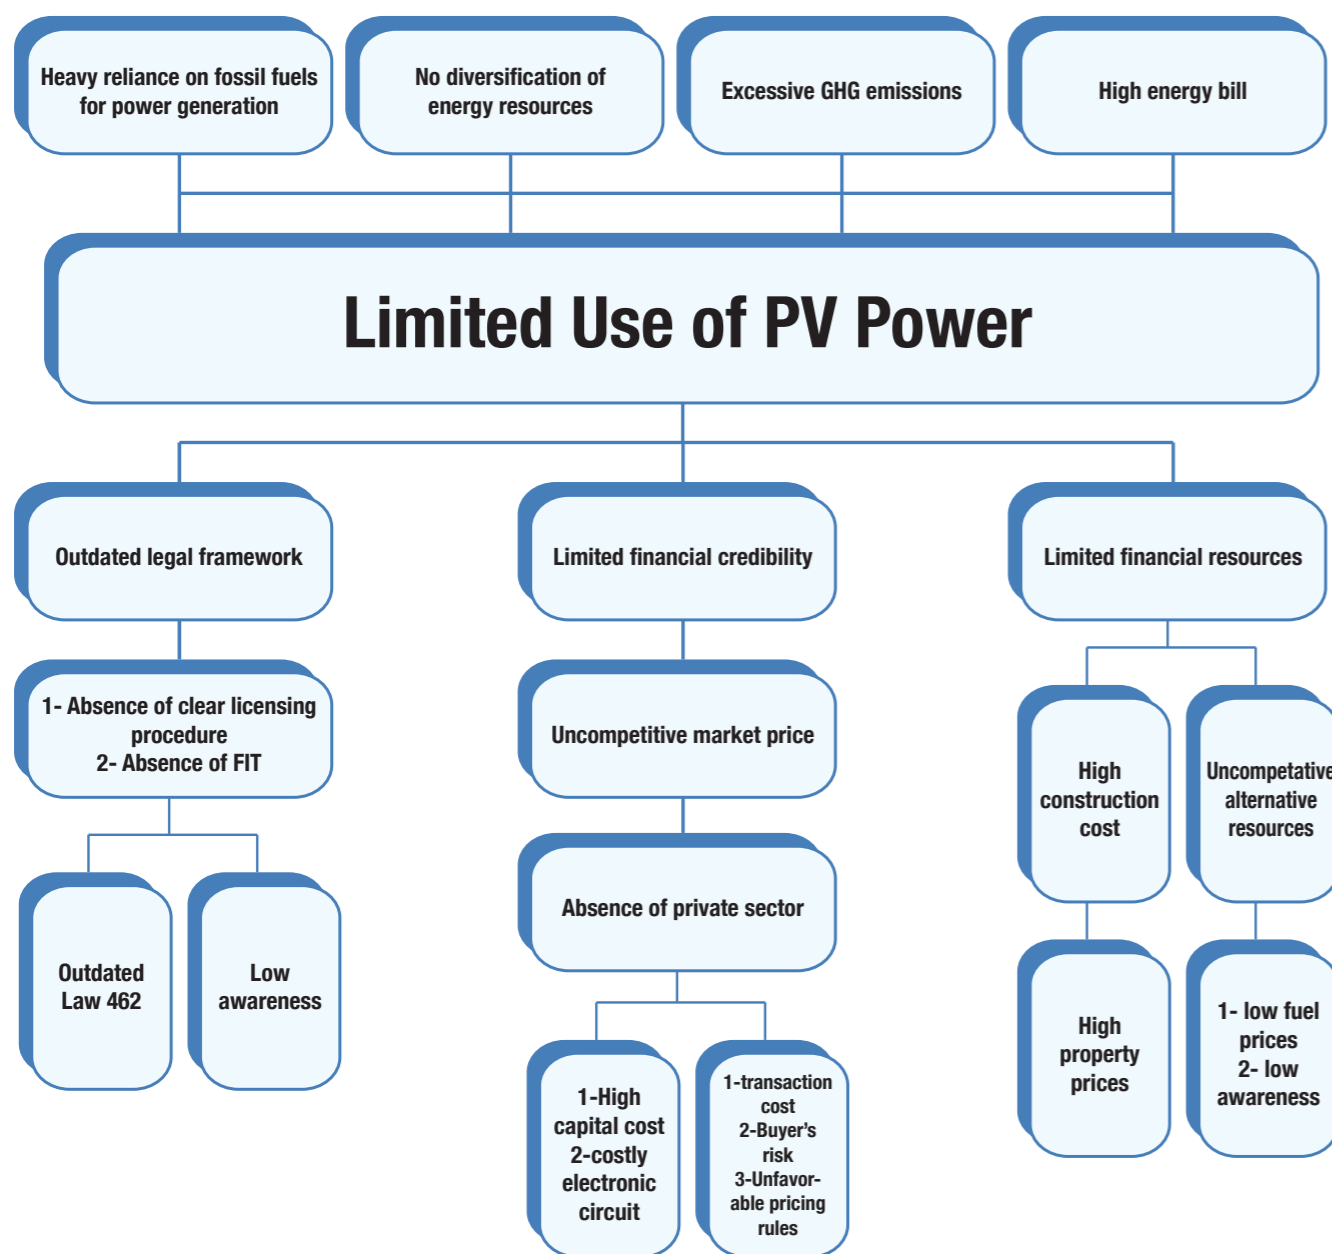 Heavy reliance on fossil fuels
for power generation
No diversification of
energy resources
Excessive GHG emissions
High energy bill
Limited Use of PV Power
Outdated legal framework
Limited financial credibility
Limited financial resources
1- Absence of clear licensing
procedure
2- Absence of FIT
Uncompetitive market price
High
construction
cost
Uncompetative
alternative
resources
Absence of private sector
Outdated
Law 462
Low
awareness
High
property
prices
1- low fuel
prices
2- low
awareness
1-High
capital cost
2-costly
electronic
circuit
1-transaction
cost
2-Buyer’s
risk
3-Unfavor-
able pricing
rules